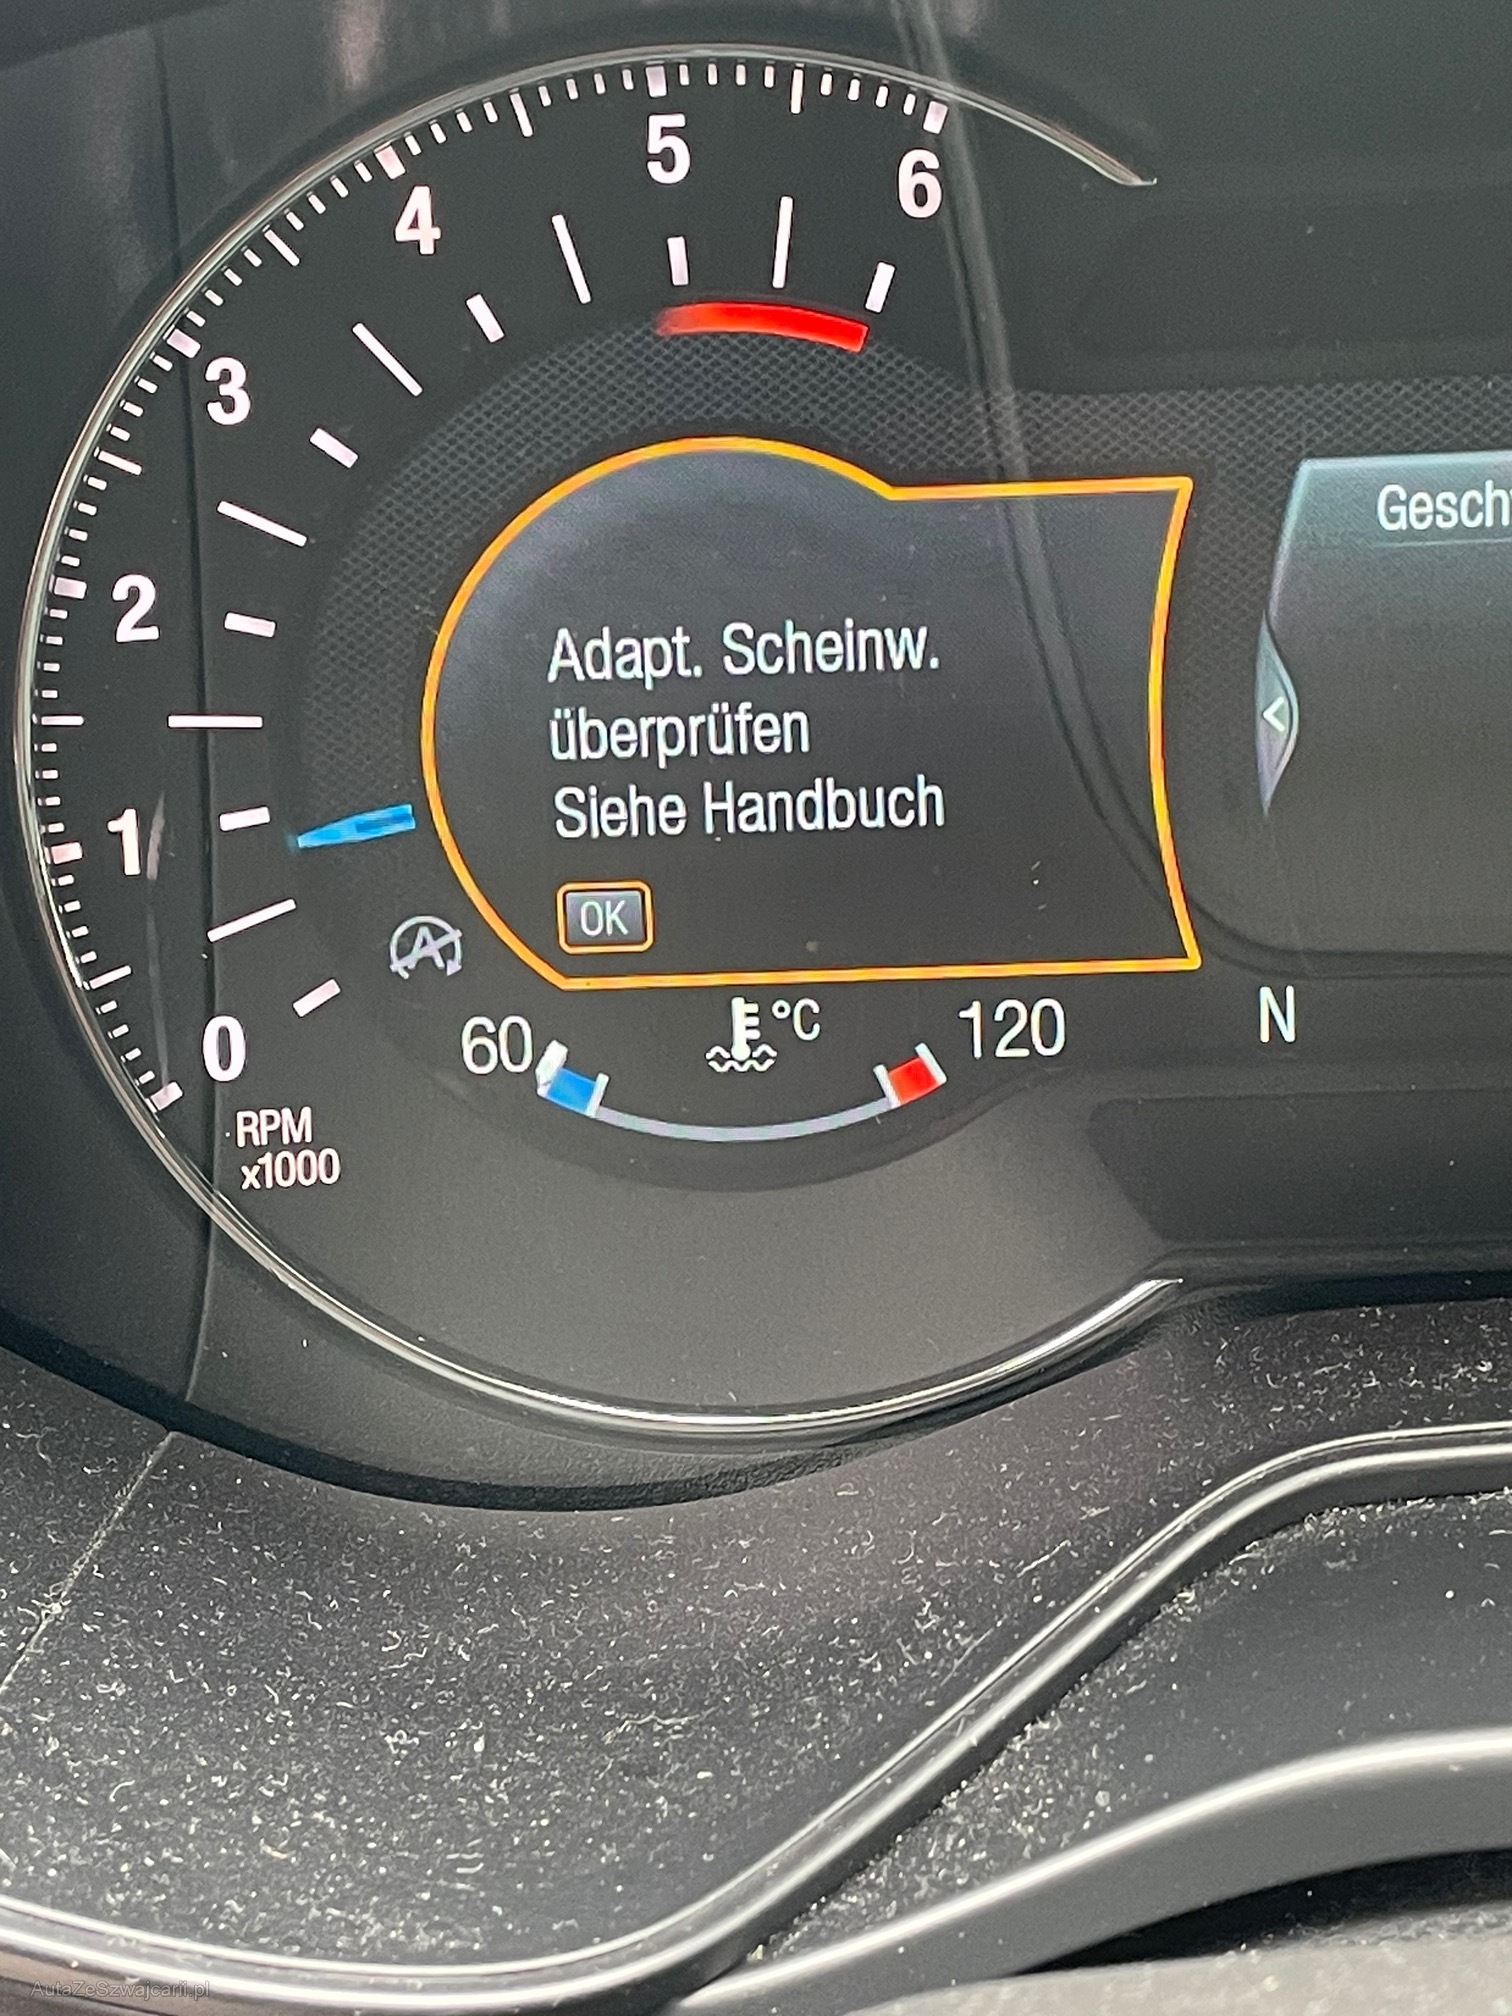 5
6
4
3
Gesch
2
Adapt. Scheinw.
überprüfen
Siehe Handbuch
1
OK
A
0
60
°C
120
N
RPM
x1000
AutaZeSzwajcarii.pl